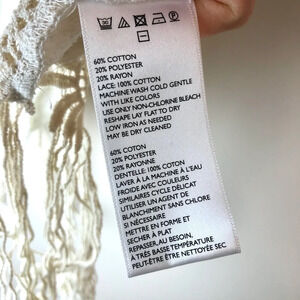 60% COTTON
20% POLYESTER
20% RAYON
LACE: 100% COTTON
MACHINE WASH COLD GENTLE
WITH LIKE COLORS
USE ONLY NON-CHLORINE BLEACH
RESHAPE LAY FLAT TO DRY
LOW IRON AS NEEDED
MAY BE DRY CLEANED
60% COTON
20% POLYESTER
20% RAYONNE
DENTELLE: 100% COTON
LAVER À LA MACHINE À L'EAU
FROIDE AVEC COULEURS
SIMILAIRES CYCLE DÉLICAT
UTILISER UN AGENT DE
BLANCHIMENT SANS CHLORE
SI NÉCESSAIRE
METTRE EN FORME ET
SÉCHER À PLAT
REPASSER, AU BESOIN,
À TRÈS BASSE TEMPÉRATURE
PEUT-ÊTRE ÊTRE NETTOYÉE SEC